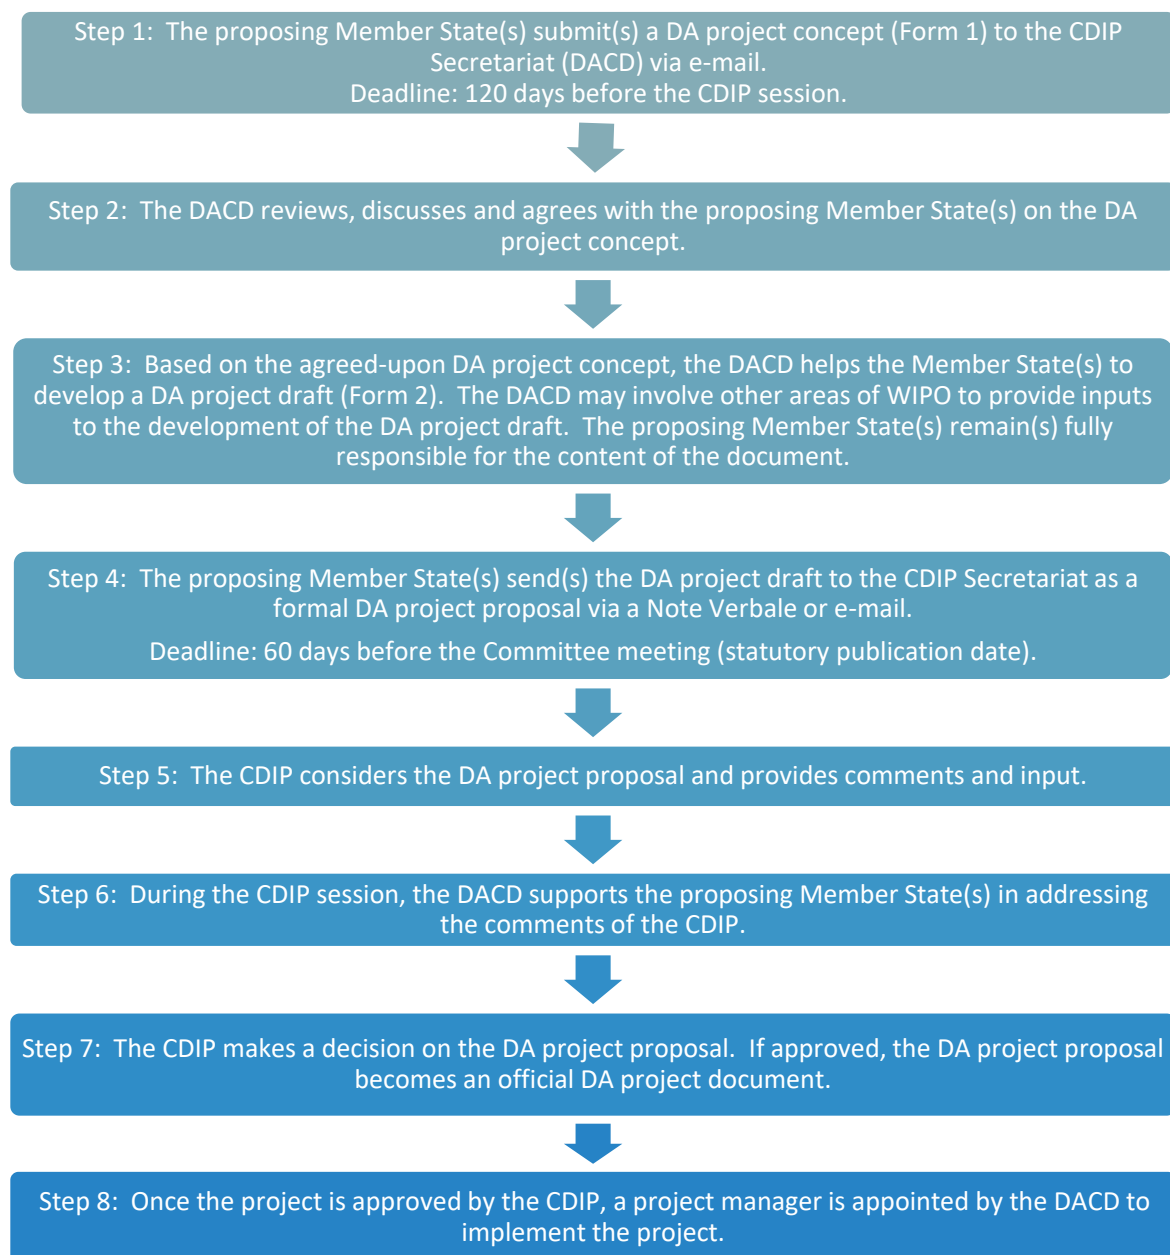 Step 1:  The proposing Member State(s) submit(s) a DA project concept (Form 1) to the CDIP
Secretariat (DACD) via e-mail.
Deadline: 120 days before the CDIP session.
Step 2:  The DACD reviews, discusses and agrees with the proposing Member State(s) on the DA
project concept.
Step 3:  Based on the agreed-upon DA project concept, the DACD helps the Member State(s) to
develop a DA project draft (Form 2).  The DACD may involve other areas of WIPO to provide inputs
to the development of the DA project draft.  The proposing Member State(s) remain(s) fully
responsible for the content of the document.
Step 4:  The proposing Member State(s) send(s) the DA project draft to the CDIP Secretariat as a
formal DA project proposal via a Note Verbale or e-mail.
Deadline: 60 days before the Committee meeting (statutory publication date).
Step 5:  The CDIP considers the DA project proposal and provides comments and input.
Step 6:  During the CDIP session, the DACD supports the proposing Member State(s) in addressing
the comments of the CDIP.
Step 7:  The CDIP makes a decision on the DA project proposal.  If approved, the DA project proposal
becomes an official DA project document.
Step 8:  Once the project is approved by the CDIP, a project manager is appointed by the DACD to
implement the project.